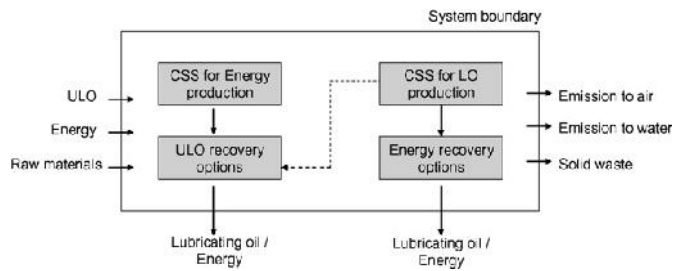 System boundary
CSS for Energy
production
CSS for LO
production
ULO
Energy
Raw materials
ULO recovery
options
Energy recovery
options
Emission to air
Emission to water
Solid waste
Lubricating oil /
Energy
Lubricating oil /
Energy